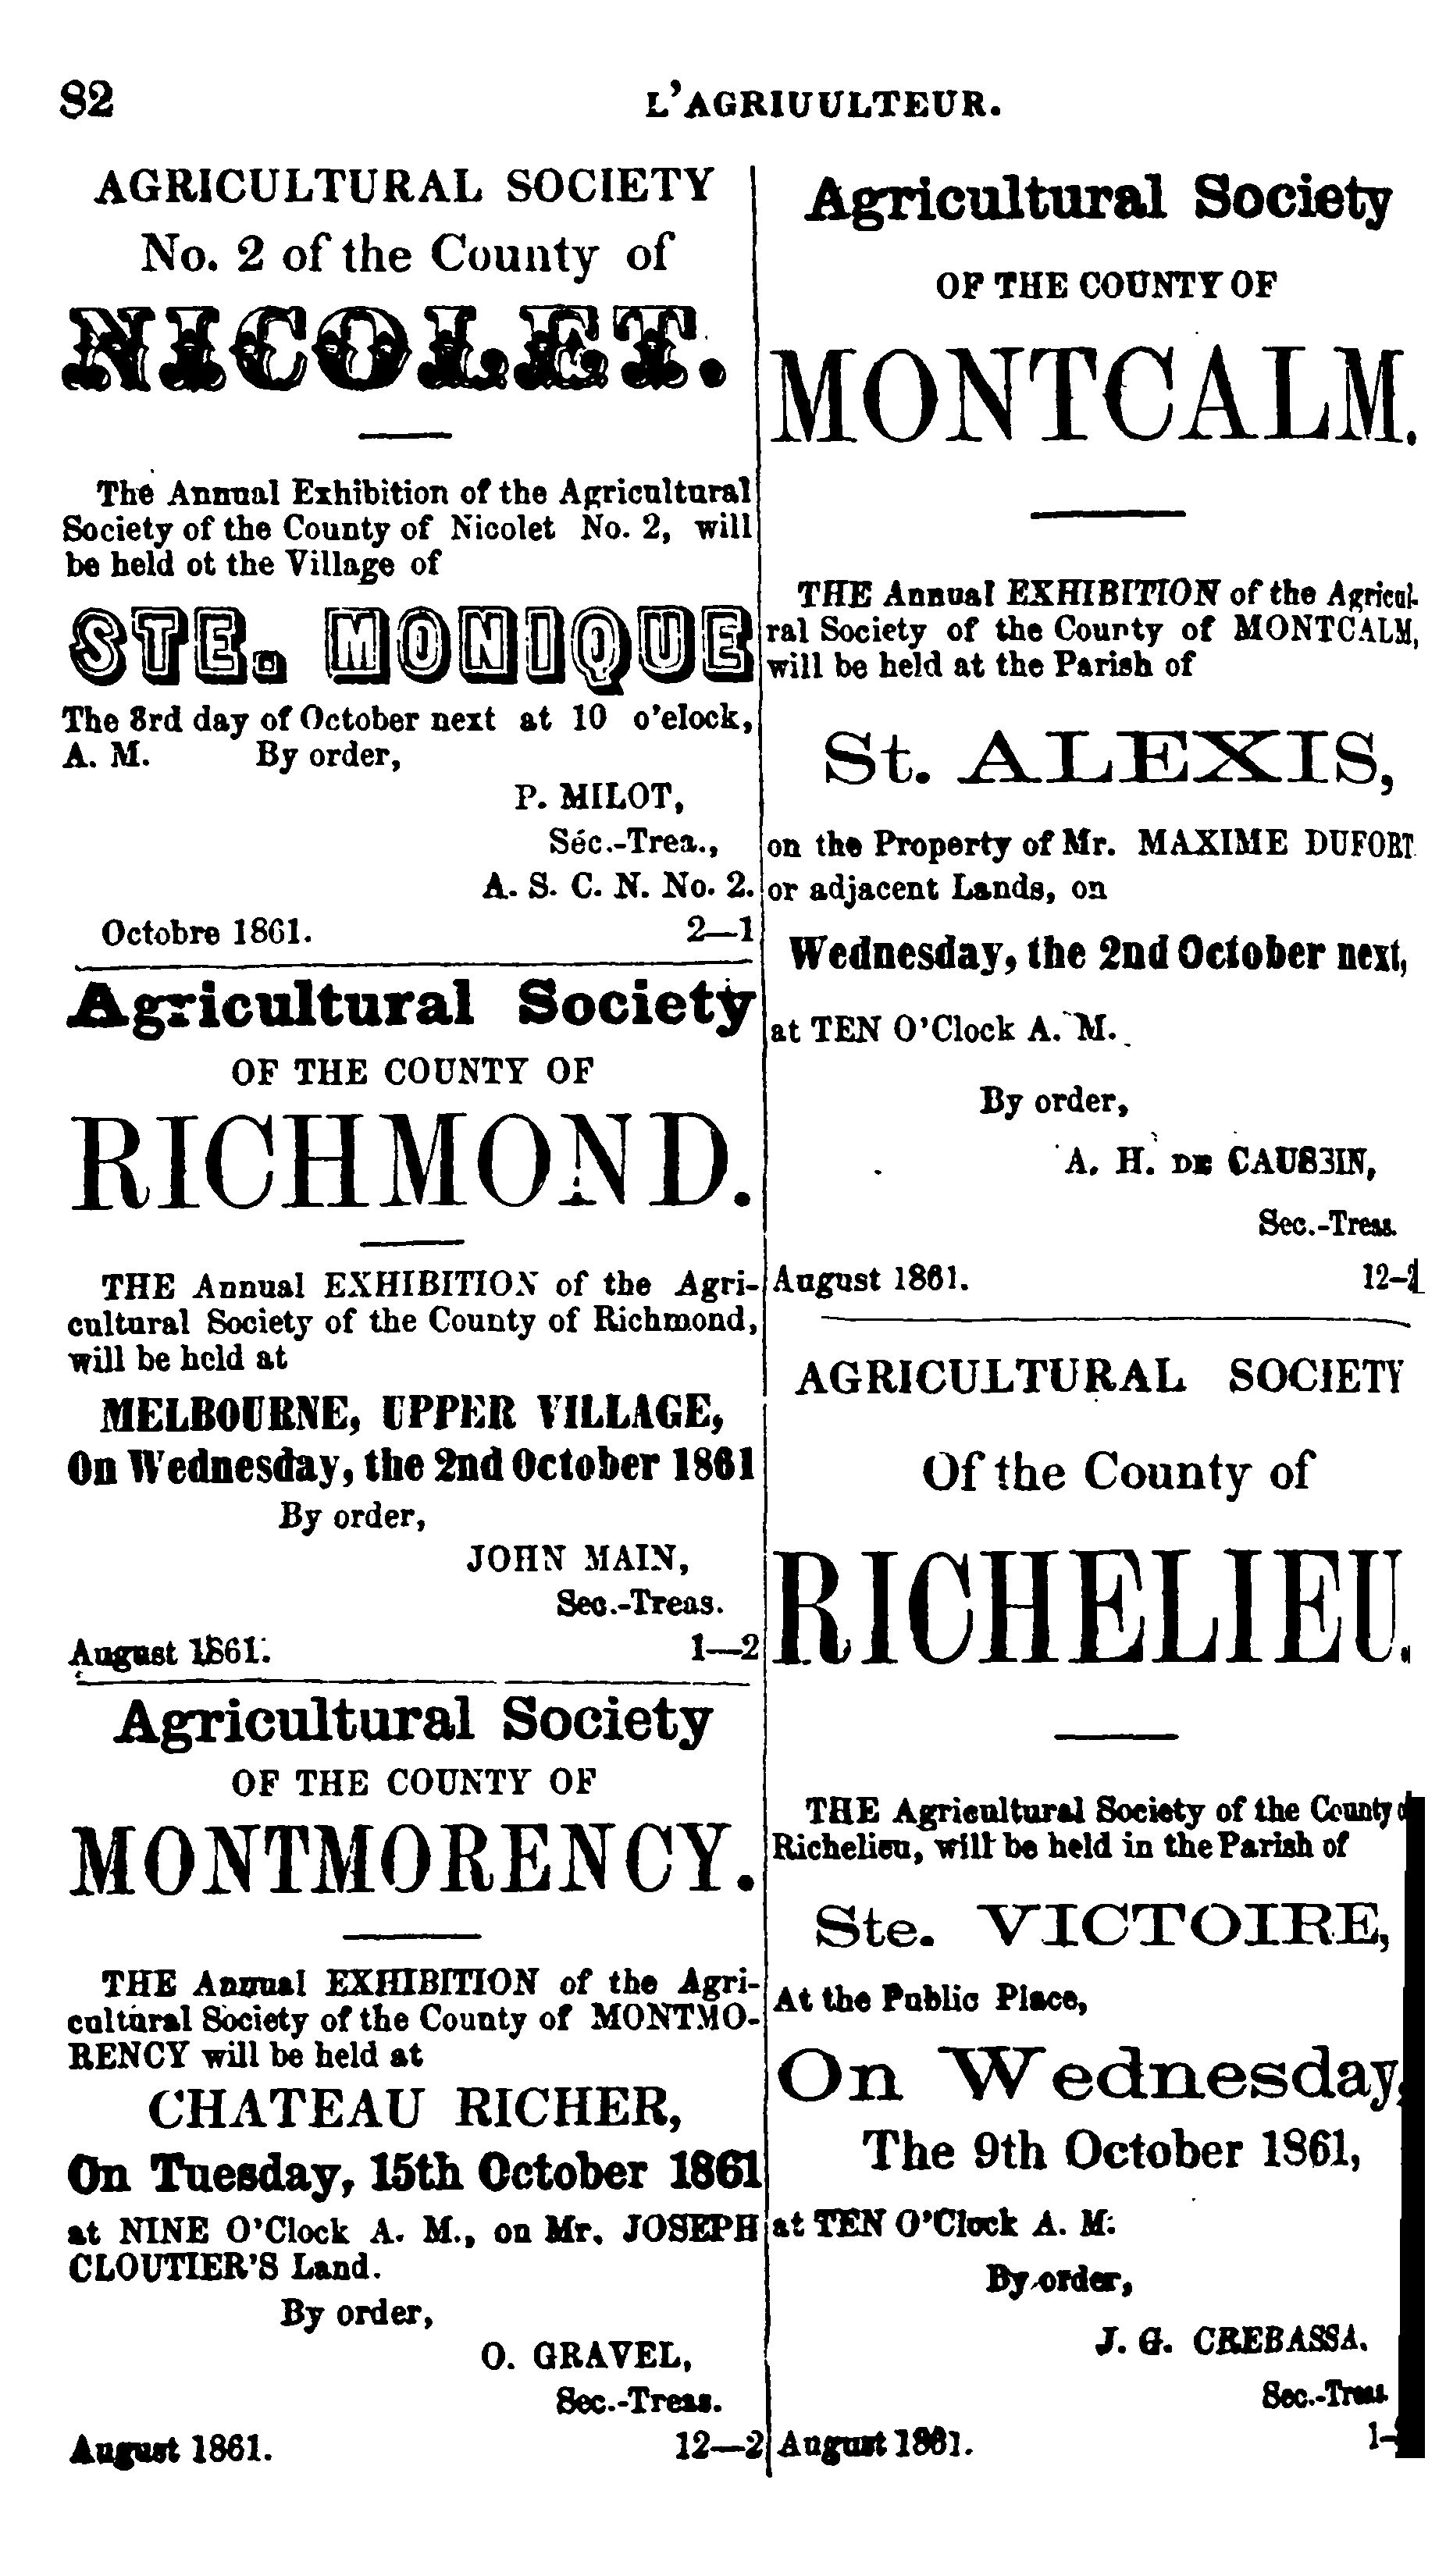 82
L'AGRIUULTEUR.
AGRICULTURAL SOCIETY
No. 2 of the County of
NICOLET.
The Annual Exhibition of the Agricultural
Society of the County of Nicolet No. 2, will
be held ot the Village of
STE. MONIQUE
The 3rd day of October next at 10 o'elock,
A. M. By order,
P. MILOT,
Séc.-Trea.,
A. S. C. N. No. 2.
Octobre 1861. 2—1
Agricultural Society
OF THE COUNTY OF
RICHMOND.
THE Annual EXHIBITION of the Agri-
cultural Society of the County of Richmond,
will be held at
MELBOURNE, UPPER VILLAGE,
On Wednesday, the 2nd October 1861
By order,
JOHN MAIN,
Sec.-Treas.
August 1861. 1—2
Agricultural Society
OF THE COUNTY OF
MONTMORENCY.
THE Annual EXHIBITION of the Agri-
cultural Society of the County of MONTMO-
RENCY will be held at
CHATEAU RICHER,
On Tuesday, 15th October 1861
at NINE O'Clock A. M., on Mr. JOSEPH
CLOUTIER'S Land.
By order,
O. GRAVEL,
Sec.-Treas.
August 1861. 12—2
Agricultural Society
OF THE COUNTY OF
MONTCALM.
THE Annual EXHIBITION of the Agricul-
ral Society of the County of MONTCALM,
will be held at the Parish of
St. ALEXIS,
on the Property of Mr. MAXIME DUFORT
or adjacent Lands, on
Wednesday, the 2nd October next,
at TEN O'Clock A. M.
By order,
A. H. DE CAUSSIN,
Sec.-Treas.
August 1861.
AGRICULTURAL SOCIETY
Of the County of
RICHELIEU.
THE Agricultural Society of the County
Richelieu, will be held in the Parish of
Ste. VICTOIRE,
At the Public Place,
On Wednesday,
The 9th October 1861,
at TEN O'Clock A. M.
By order,
J. G. CREBASSA.
Sec.-Treas.
August 1861.